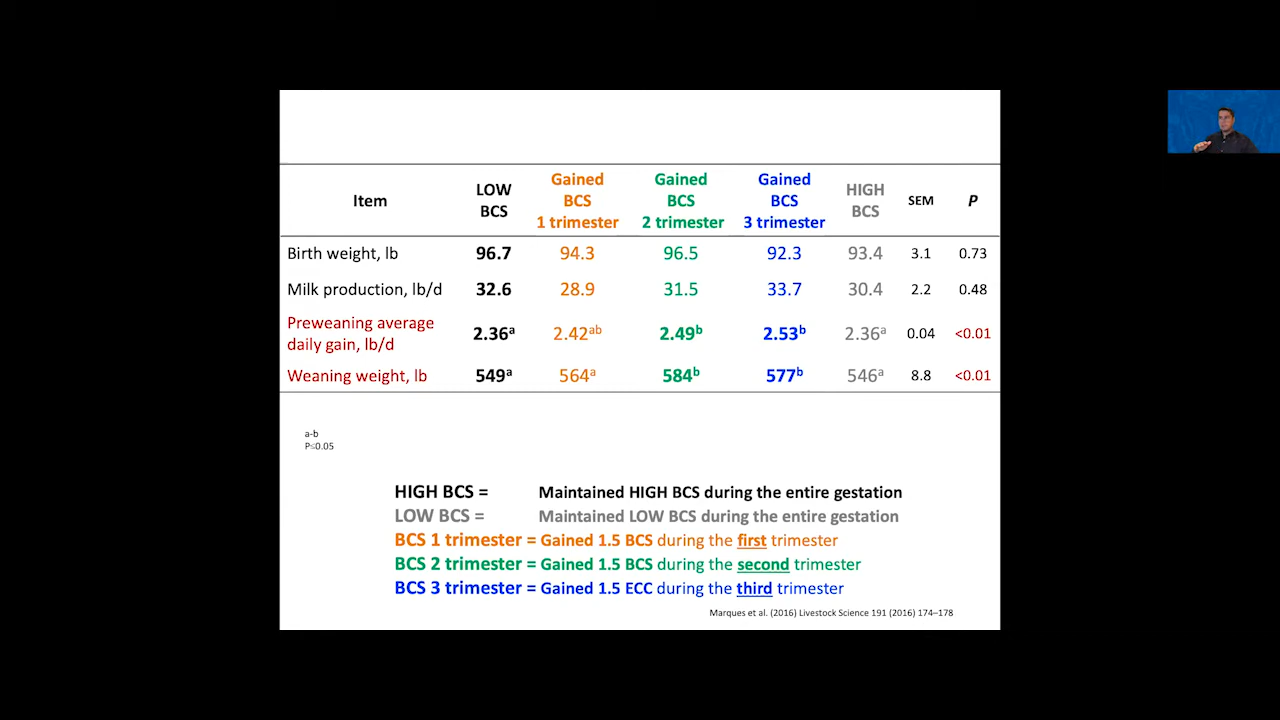 Item LOW BCS Gained BCS 1 trimester Gained BCS 2 trimester Gained BCS 3 trimester HIGH BCS SEM P
Birth weight, lb 96.7 94.3 96.5 92.3 93.4 3.1 0.73
Milk production, lb/d 32.6 28.9 31.5 33.7 30.4 2.2 0.48
Preweaning average daily gain, lb/d 2.36ᵃ 2.42ᵃᵇ 2.49ᵇ 2.53ᵇ 2.36ᵃ 0.04 <0.01
Weaning weight, lb 549ᵃ 564ᵃ 584ᵇ 577ᵇ 546ᵃ 8.8 <0.01
a-b
P≤0.05
HIGH BCS = Maintained HIGH BCS during the entire gestation
LOW BCS = Maintained LOW BCS during the entire gestation
BCS 1 trimester = Gained 1.5 BCS during the first trimester
BCS 2 trimester = Gained 1.5 BCS during the second trimester
BCS 3 trimester = Gained 1.5 ECC during the third trimester
Marques et al. (2016) Livestock Science 191 (2016) 174–178